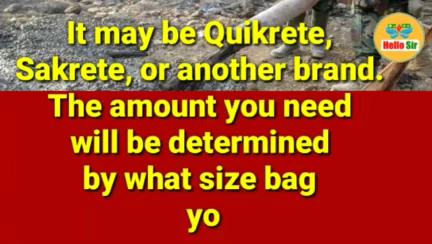 Hello Sir
It may be Quikrete,
Sakrete, or another brand.
The amount you need
will be determined
by what size bag
yo